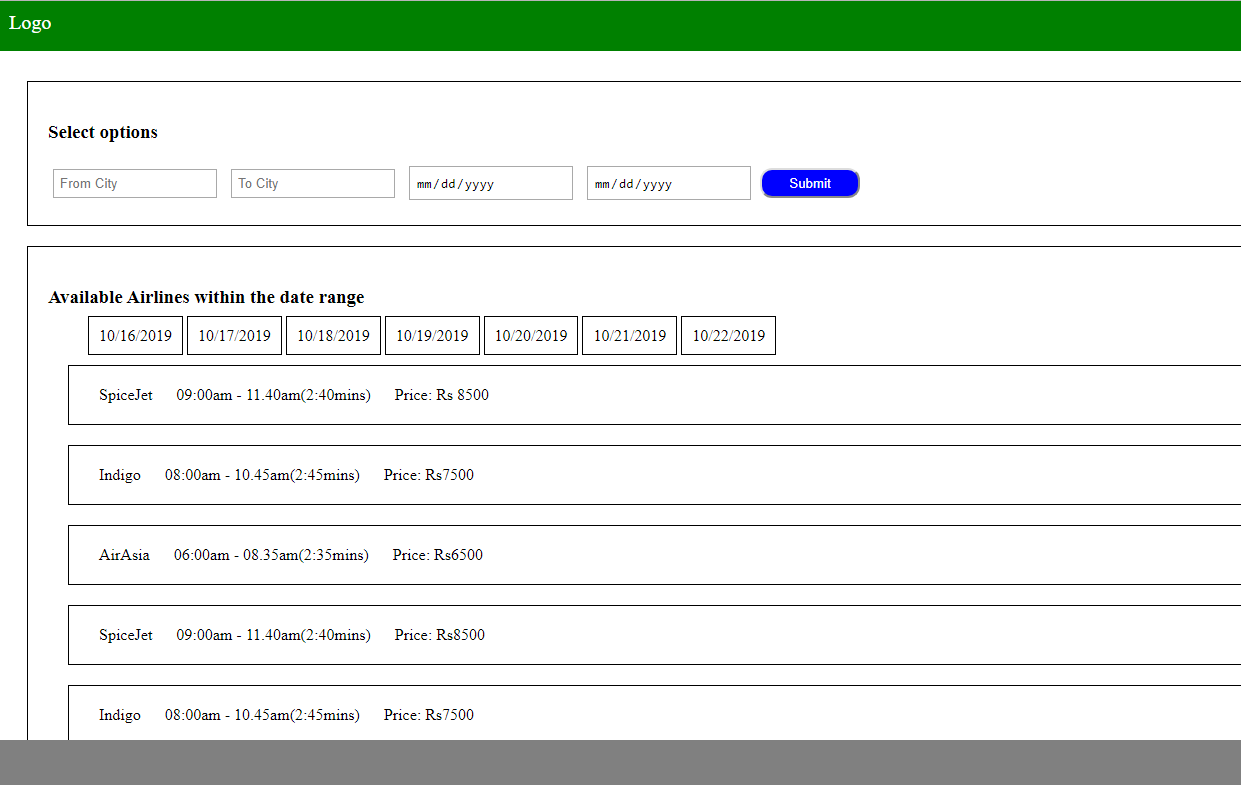 Logo
Select options
From City To City mm/dd/yyyy mm/dd/yyyy Submit
Available Airlines within the date range
10/16/2019 10/17/2019 10/18/2019 10/19/2019 10/20/2019 10/21/2019 10/22/2019
SpiceJet 09:00am - 11.40am(2:40mins) Price: Rs 8500
Indigo 08:00am - 10.45am(2:45mins) Price: Rs7500
AirAsia 06:00am - 08.35am(2:35mins) Price: Rs6500
SpiceJet 09:00am - 11.40am(2:40mins) Price: Rs8500
Indigo 08:00am - 10.45am(2:45mins) Price: Rs7500